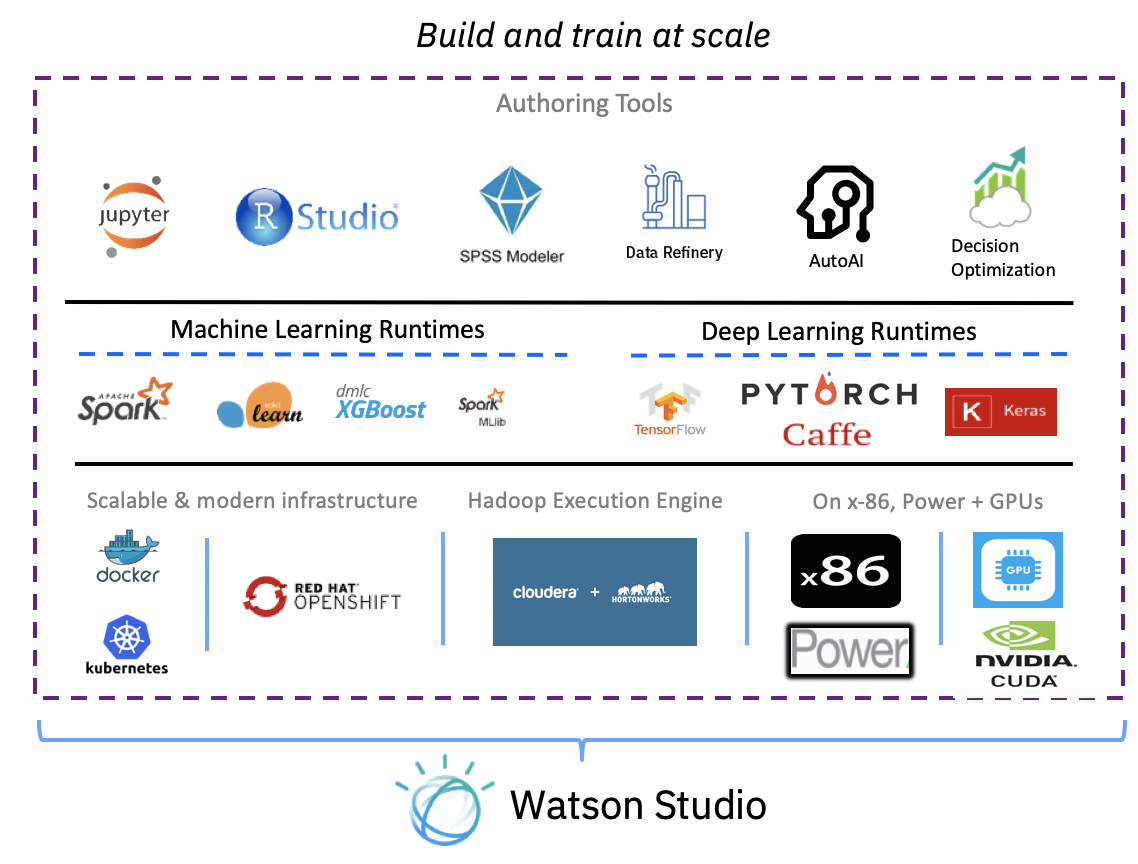 Build and train at scale
Authoring Tools
jupyter
R Studio
SPSS Modeler
Data Refinery
AutoAI
Decision
Optimization
Machine Learning Runtimes
Deep Learning Runtimes
APACHE
Spark
scikit
learn
dmlc
XGBoost
Spark
MLlib
TensorFlow
PYTORCH
Caffe
K Keras
Scalable & modern infrastructure
Hadoop Execution Engine
On x-86, Power + GPUs
docker
kubernetes
RED HAT
OPENSHIFT
cloudera + HORTONWORKS
x86
Power
GPU
NVIDIA.
CUDA
Watson Studio